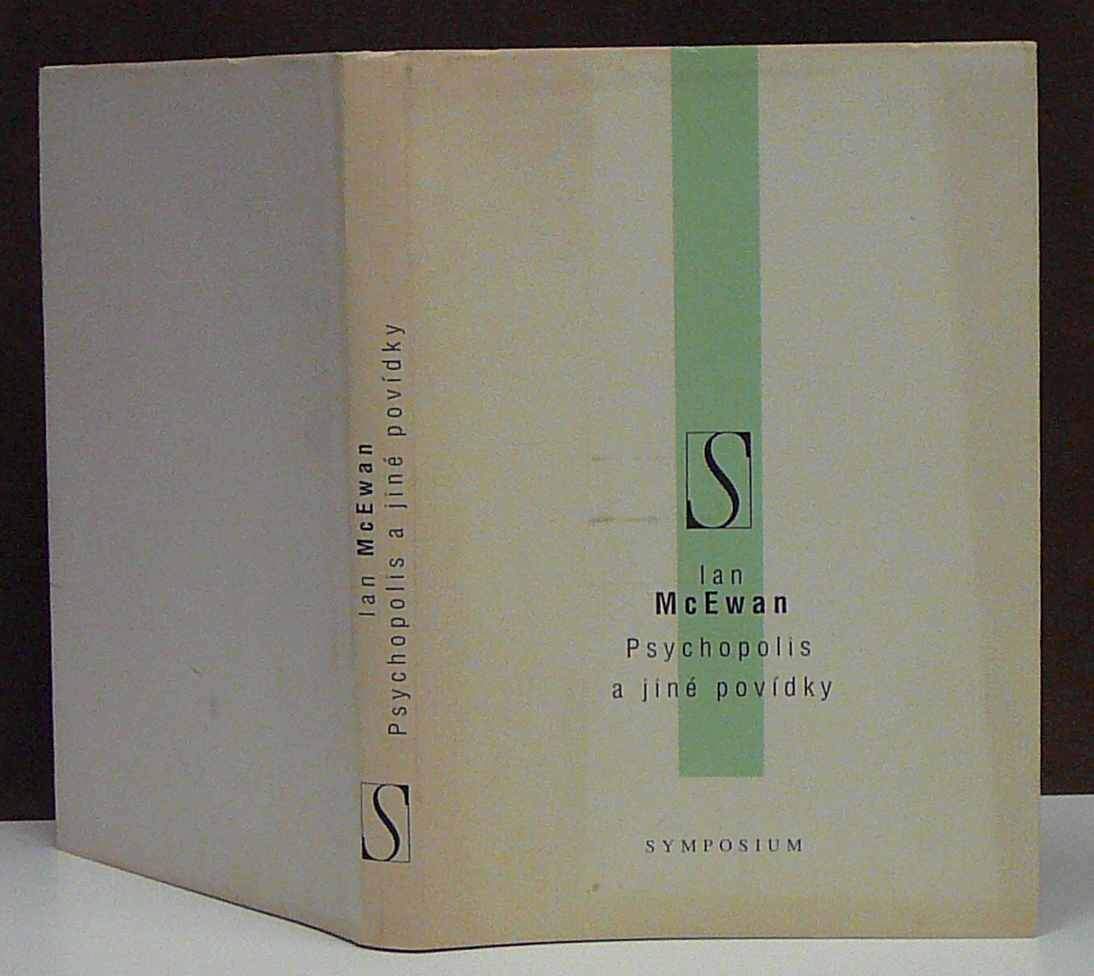 Ian McEwan
Psychopolis a jiné povídky
S
S
Ian
McEwan
Psychopolis
a jiné povídky
SYMPOSIUM